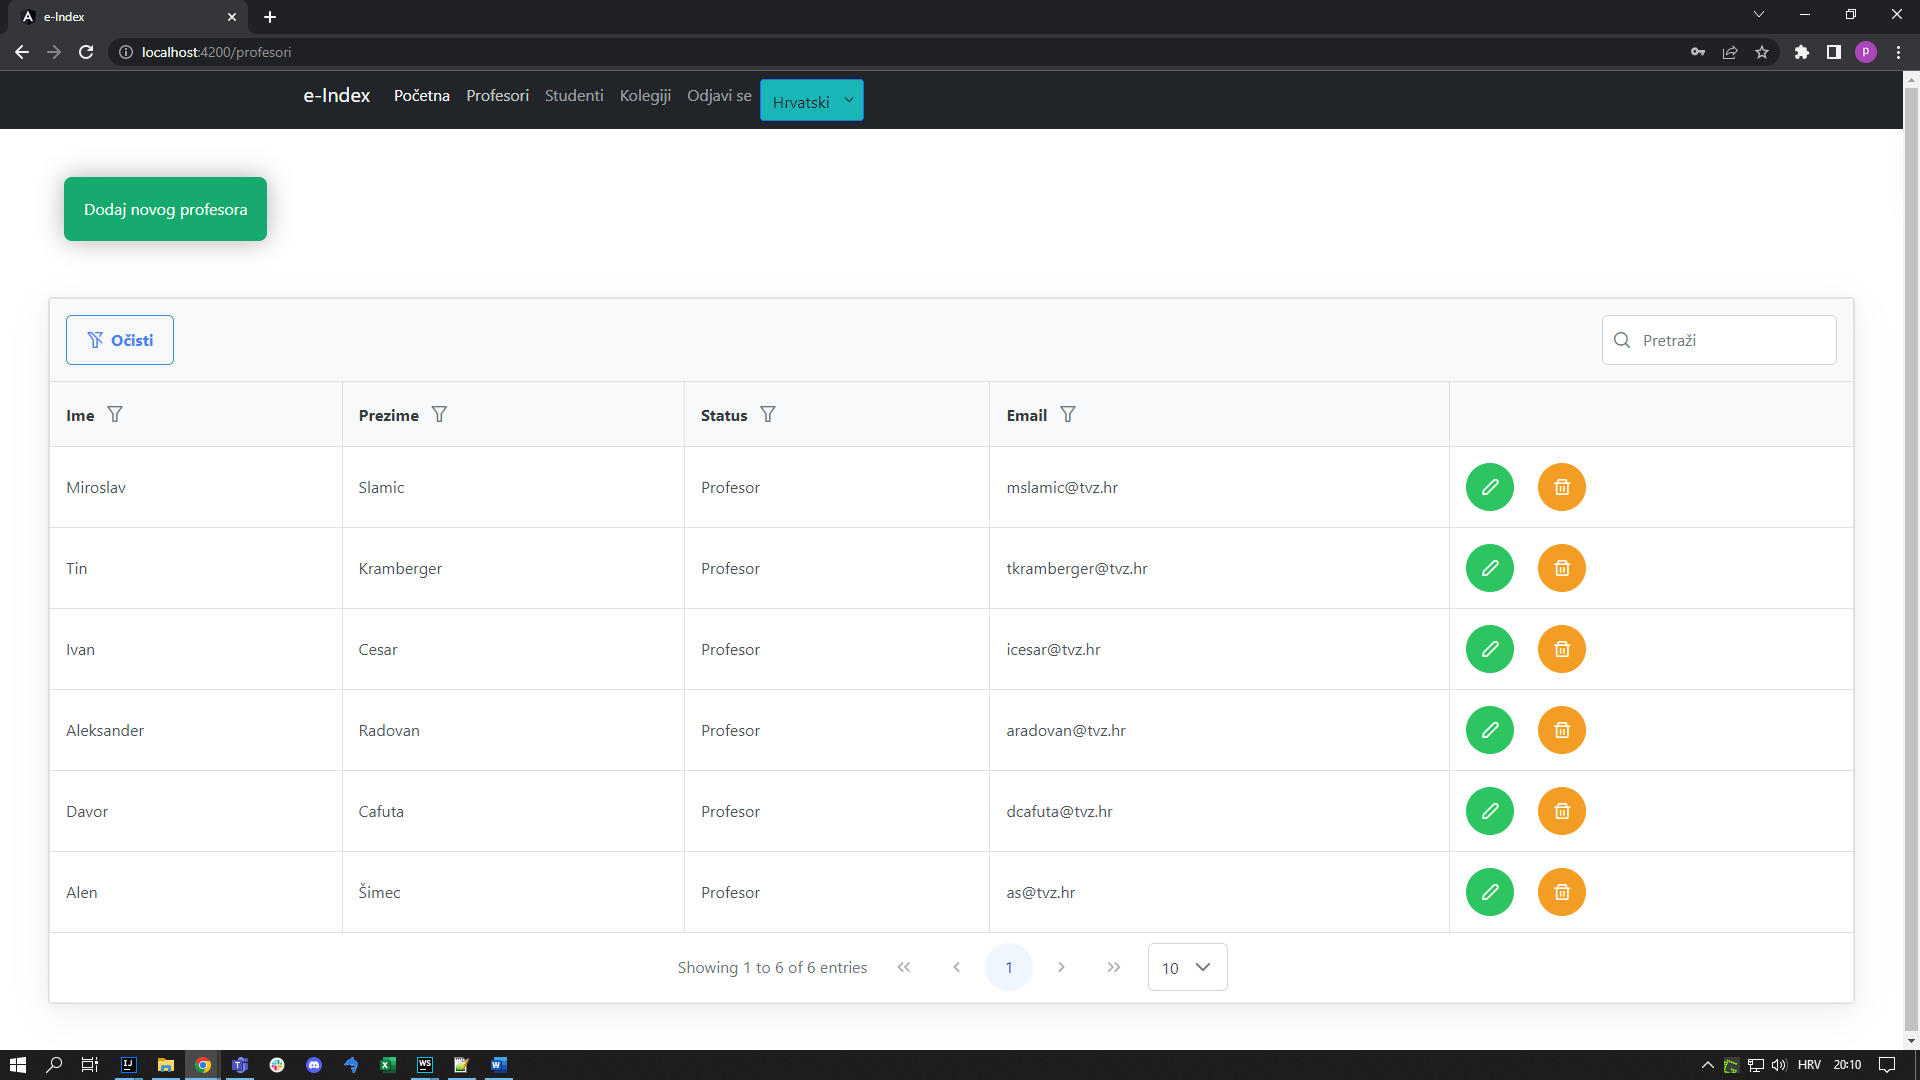 e-Index
localhost:4200/profesori
P
e-Index Početna Profesori Studenti Kolegiji Odjavi se Hrvatski
Dodaj novog profesora
Očisti Pretraži
Ime Prezime Status Email
Miroslav Slamic Profesor mslamic@tvz.hr
Tin Kramberger Profesor tkramberger@tvz.hr
Ivan Cesar Profesor icesar@tvz.hr
Aleksander Radovan Profesor aradovan@tvz.hr
Davor Cafuta Profesor dcafuta@tvz.hr
Alen Šimec Profesor as@tvz.hr
Showing 1 to 6 of 6 entries 1 10
HRV 20:10